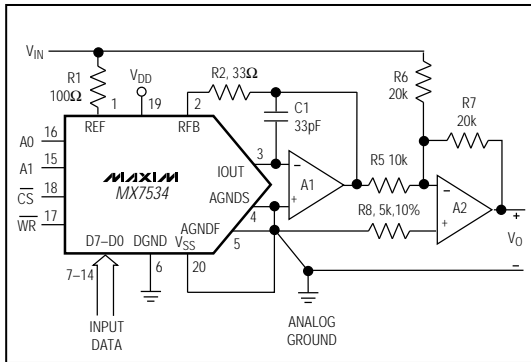 VIN
R1
100Ω
VDD
R2, 33Ω
R6
20k
R7
20k
1
19
2
C1
33pF
REF
RFB
16
A0
15
A1
18
CS
17
WR
MAXIM
MX7534
IOUT
3
AGNDS
4
AGNDF
5
D7–D0
DGND
VSS
7–14
6
20
–
+
A1
R5 10k
R8, 5k,10%
–
+
A2
+
VO
–
INPUT
DATA
ANALOG
GROUND